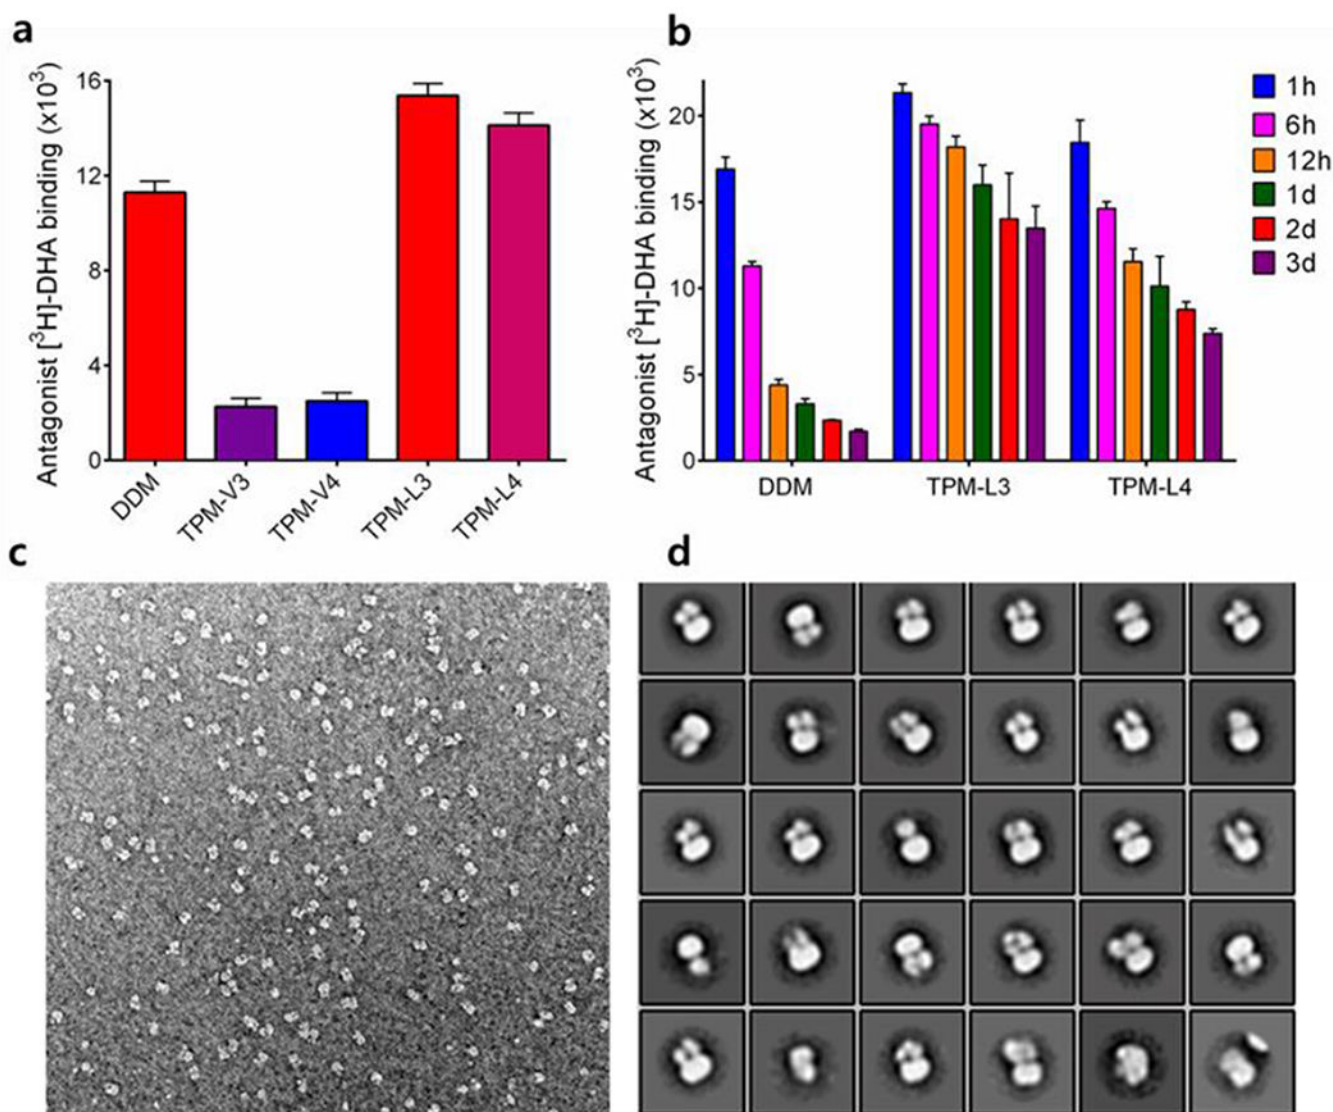 a
Antagonist [³H]-DHA binding (x10³)
16
12
8
4
0
DDM
TPM-V3
TPM-V4
TPM-L3
TPM-L4
b
Antagonist [³H]-DHA binding (x10³)
20
15
10
5
0
DDM
TPM-L3
TPM-L4
1h
6h
12h
1d
2d
3d
c
d